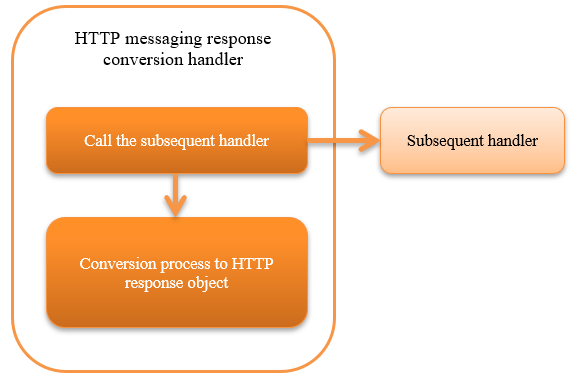 HTTP messaging response
conversion handler
Call the subsequent handler
Subsequent handler
Conversion process to HTTP
response object